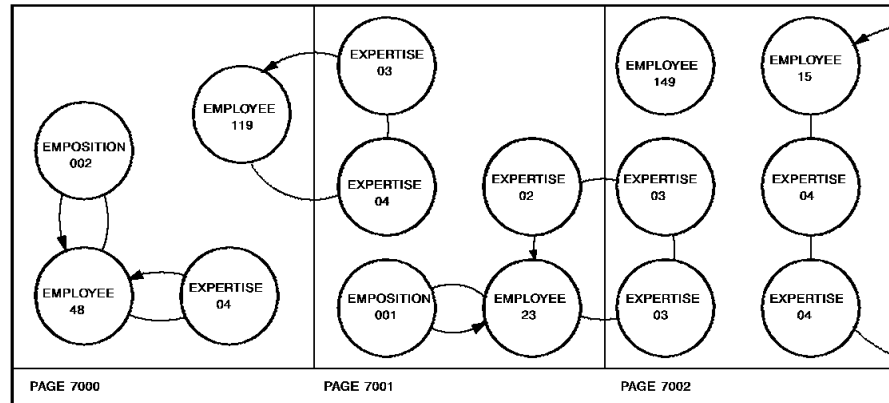 EXPERTISE
03
EMPLOYEE
119
EMPLOYEE
149
EMPLOYEE
15
EMPOSITION
002
EXPERTISE
04
EXPERTISE
02
EXPERTISE
03
EXPERTISE
04
EMPLOYEE
48
EXPERTISE
04
EMPOSITION
001
EMPLOYEE
23
EXPERTISE
03
EXPERTISE
04
PAGE 7000
PAGE 7001
PAGE 7002